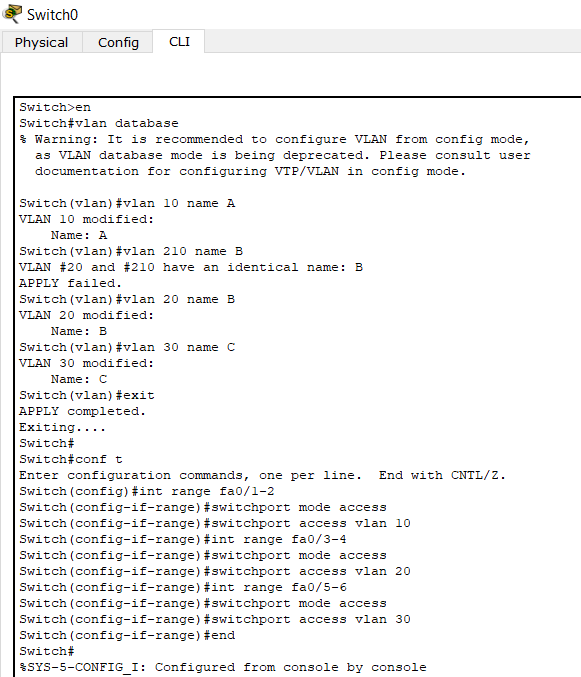 Switch0
Physical Config CLI
Switch>en
Switch#vlan database
% Warning: It is recommended to configure VLAN from config mode,
  as VLAN database mode is being deprecated. Please consult user
  documentation for configuring VTP/VLAN in config mode.
Switch(vlan)#vlan 10 name A
VLAN 10 modified:
    Name: A
Switch(vlan)#vlan 210 name B
VLAN #20 and #210 have an identical name: B
APPLY failed.
Switch(vlan)#vlan 20 name B
VLAN 20 modified:
    Name: B
Switch(vlan)#vlan 30 name C
VLAN 30 modified:
    Name: C
Switch(vlan)#exit
APPLY completed.
Exiting....
Switch#
Switch#conf t
Enter configuration commands, one per line.  End with CNTL/Z.
Switch(config)#int range fa0/1-2
Switch(config-if-range)#switchport mode access
Switch(config-if-range)#switchport access vlan 10
Switch(config-if-range)#int range fa0/3-4
Switch(config-if-range)#switchport mode access
Switch(config-if-range)#switchport access vlan 20
Switch(config-if-range)#int range fa0/5-6
Switch(config-if-range)#switchport mode access
Switch(config-if-range)#switchport access vlan 30
Switch(config-if-range)#end
Switch#
%SYS-5-CONFIG_I: Configured from console by console